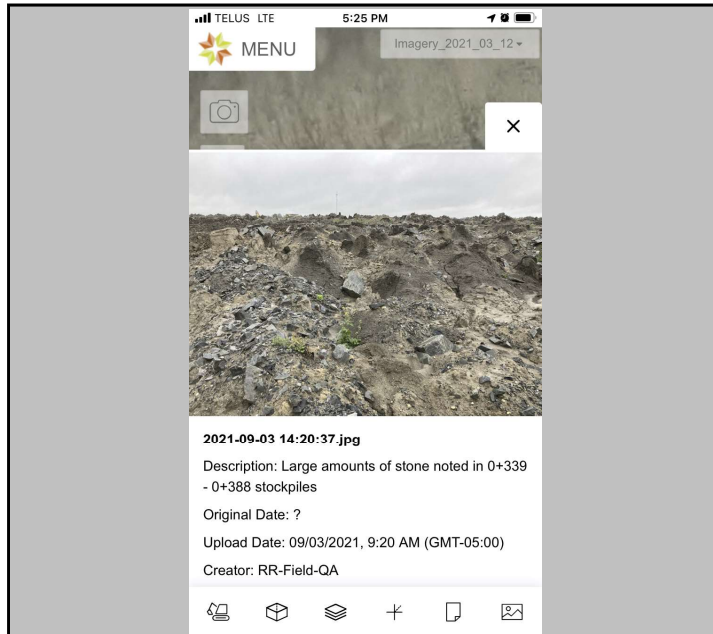 TELUS LTE 5:25 PM
MENU Imagery_2021_03_12
2021-09-03 14:20:37.jpg
Description: Large amounts of stone noted in 0+339
- 0+388 stockpiles
Original Date: ?
Upload Date: 09/03/2021, 9:20 AM (GMT-05:00)
Creator: RR-Field-QA